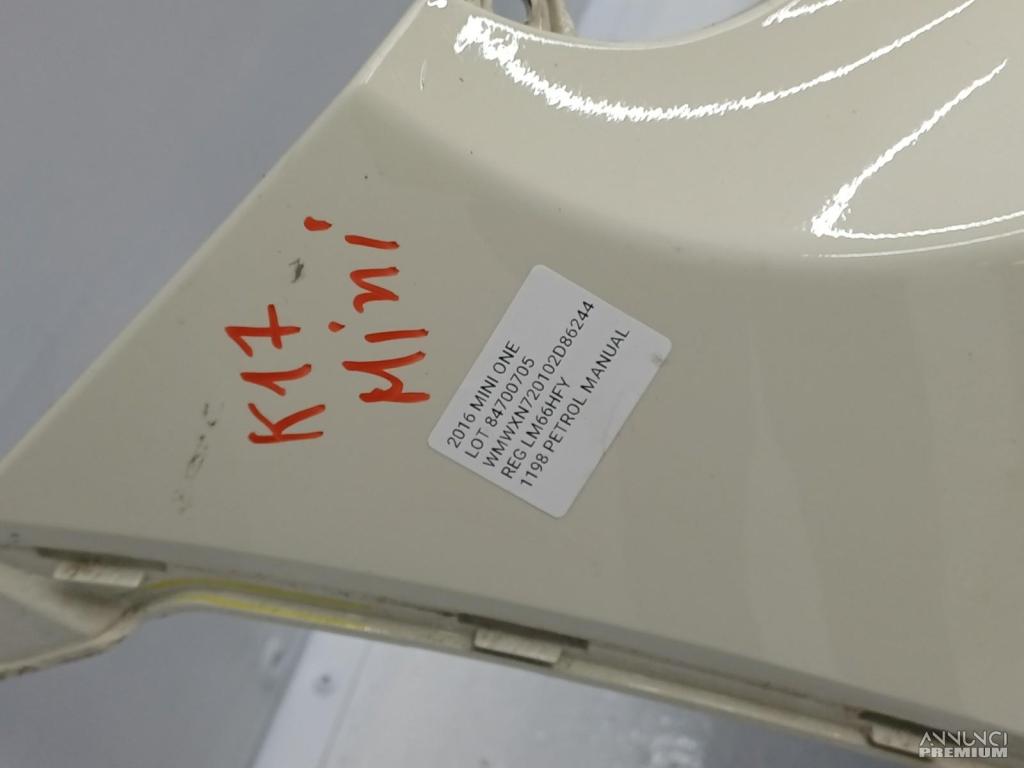 K17
Mini
2016 MINI ONE
LOT 84700705
WMWXN720102D86244
REG LM66HFY
1198 PETROL MANUAL
ANNUNCI
PREMIUM